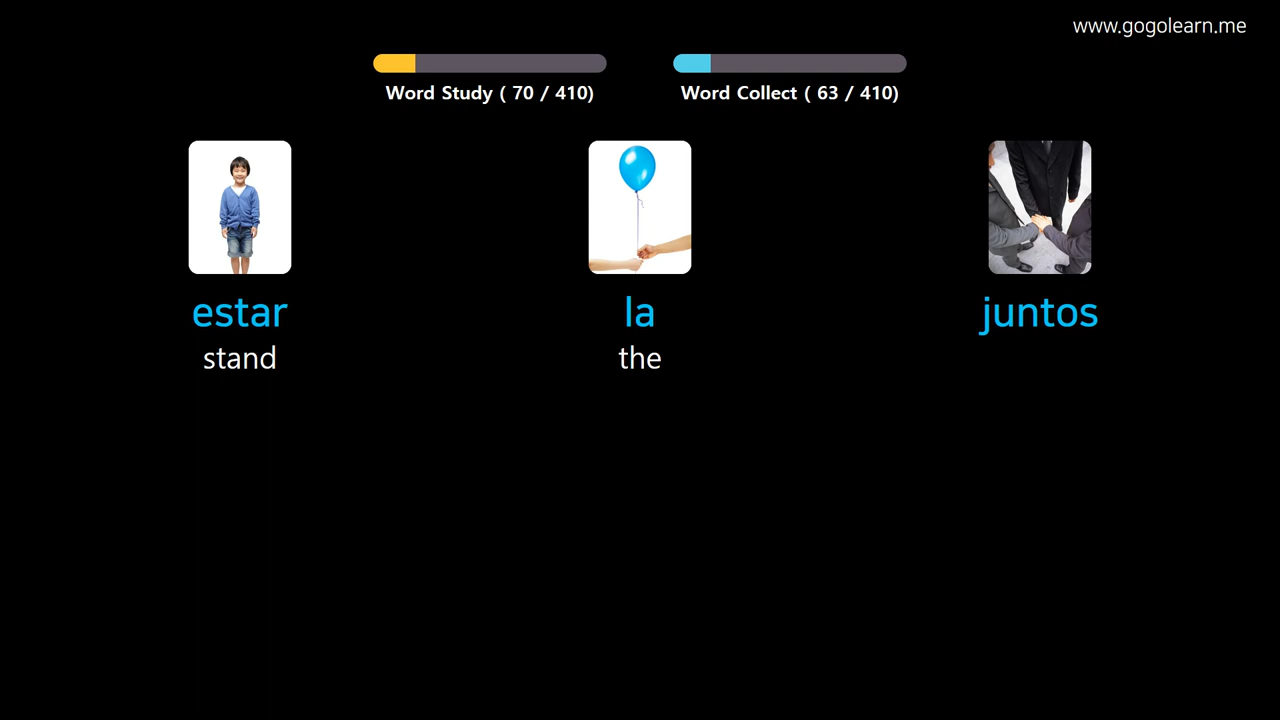 www.gogolearn.me
Word Study ( 70 / 410)
Word Collect ( 63 / 410)
estar
stand
la
the
juntos